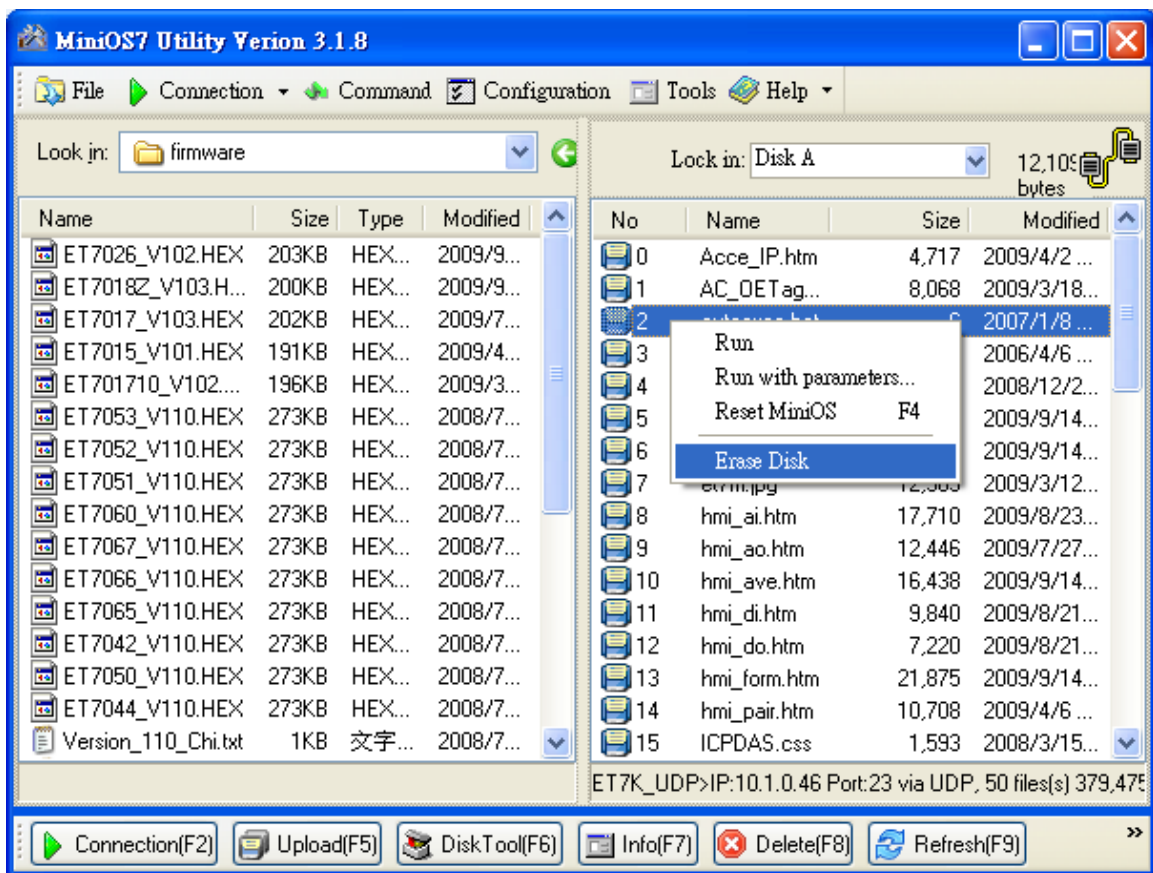 MiniOS7 Utility Verion 3.1.8
File Connection Command Configuration Tools Help
Look in: firmware
Lock in: Disk A
12,109
bytes
Name Size Type Modified
ET7026_V102.HEX 203KB HEX... 2009/9...
ET7018Z_V103.H... 200KB HEX... 2009/9...
ET7017_V103.HEX 202KB HEX... 2009/7...
ET7015_V101.HEX 191KB HEX... 2009/4...
ET701710_V102.... 196KB HEX... 2009/3...
ET7053_V110.HEX 273KB HEX... 2008/7...
ET7052_V110.HEX 273KB HEX... 2008/7...
ET7051_V110.HEX 273KB HEX... 2008/7...
ET7060_V110.HEX 273KB HEX... 2008/7...
ET7067_V110.HEX 273KB HEX... 2008/7...
ET7066_V110.HEX 273KB HEX... 2008/7...
ET7065_V110.HEX 273KB HEX... 2008/7...
ET7042_V110.HEX 273KB HEX... 2008/7...
ET7050_V110.HEX 273KB HEX... 2008/7...
ET7044_V110.HEX 273KB HEX... 2008/7...
Version_110_Chi.txt 1KB 文字... 2008/7...
No Name Size Modified
0 Acce_IP.htm 4,717 2009/4/2 ...
1 AC_OETag... 8,068 2009/3/18...
2 2007/1/8 ...
3 2006/4/6 ...
4 2008/12/2...
5 2009/9/14...
6 2009/9/14...
7 2009/3/12...
8 hmi_ai.htm 17,710 2009/8/23...
9 hmi_ao.htm 12,446 2009/7/27...
10 hmi_ave.htm 16,438 2009/9/14...
11 hmi_di.htm 9,840 2009/8/21...
12 hmi_do.htm 7,220 2009/8/21...
13 hmi_form.htm 21,875 2009/9/14...
14 hmi_pair.htm 10,708 2009/4/6 ...
15 ICPDAS.css 1,593 2008/3/15...
Run
Run with parameters...
Reset MiniOS F4
Erase Disk
ET7K_UDP>IP:10.1.0.46 Port:23 via UDP, 50 files(s) 379,475
Connection(F2) Upload(F5) DiskTool(F6) Info(F7) Delete(F8) Refresh(F9) »